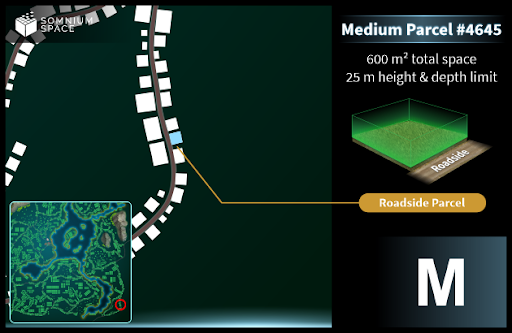 SOMNIUM
SPACE
Medium Parcel #4645
600 m² total space
25 m height & depth limit
Roadside
Roadside Parcel
M